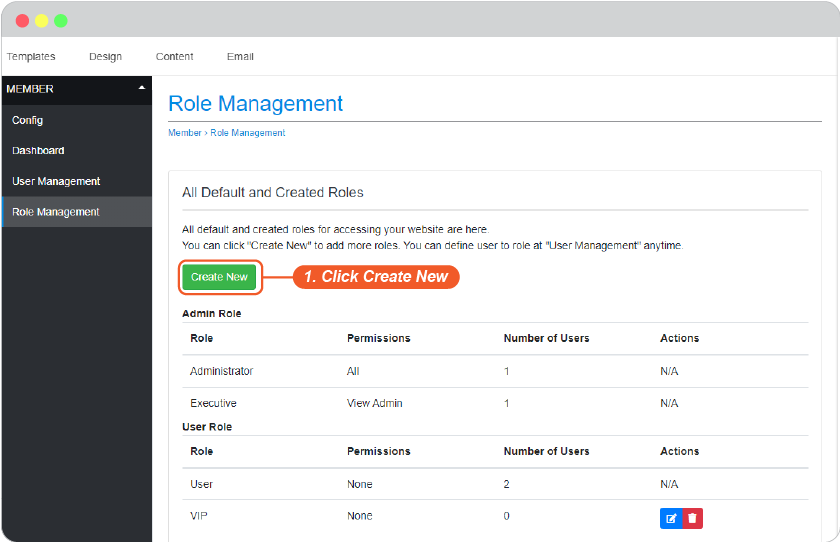 Templates Design Content Email
MEMBER
Config
Dashboard
User Management
Role Management
Role Management
Member › Role Management
All Default and Created Roles
All default and created roles for accessing your website are here.
You can click "Create New" to add more roles. You can define user to role at "User Management" anytime.
Create New
1. Click Create New
Admin Role
Role Permissions Number of Users Actions
Administrator All 1 N/A
Executive View Admin 1 N/A
User Role
Role Permissions Number of Users Actions
User None 2 N/A
VIP None 0